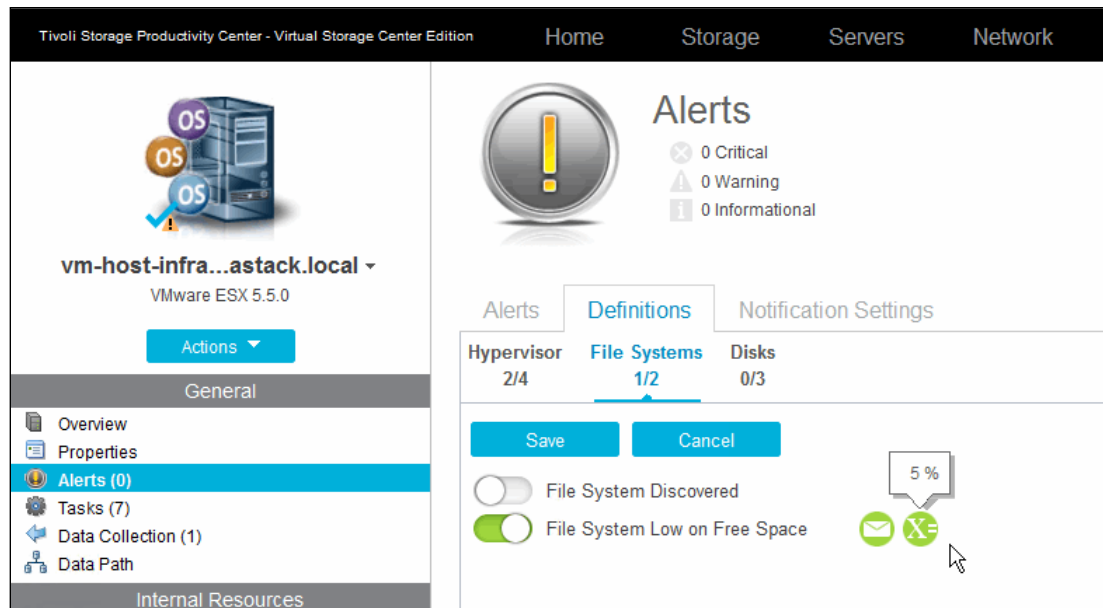 Tivoli Storage Productivity Center - Virtual Storage Center Edition
Home Storage Servers Network
OS
OS
OS
vm-host-infra...astack.local
VMware ESX 5.5.0
Actions
General
Overview
Properties
Alerts (0)
Tasks (7)
Data Collection (1)
Data Path
Internal Resources
Alerts
0 Critical
0 Warning
0 Informational
Alerts Definitions Notification Settings
Hypervisor File Systems Disks
2/4 1/2 0/3
Save Cancel
5 %
File System Discovered
File System Low on Free Space
X=